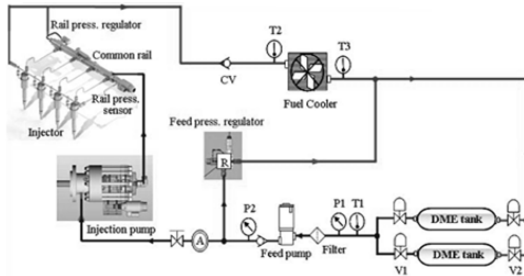 Rail press. regulator
Common rail
Rail press.
sensor
Injector
T2
T3
CV
Fuel Cooler
Feed press. regulator
R
Injection pump
A
P2
Feed pump
P1
T1
Filter
DME tank
DME tank
V1
V2